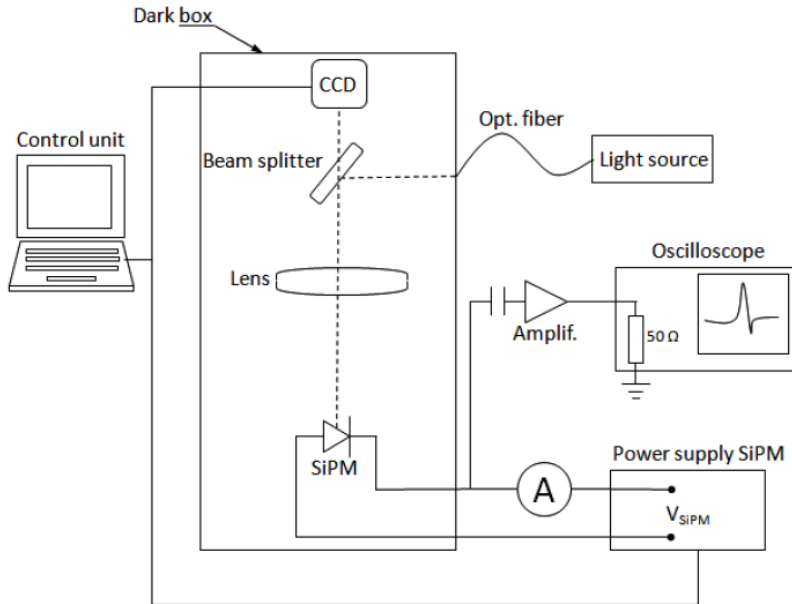 Dark box
CCD
Opt. fiber
Control unit
Beam splitter
Light source
Oscilloscope
Lens
Amplif.
50 Ω
SiPM
Power supply SiPM
A
V_SiPM